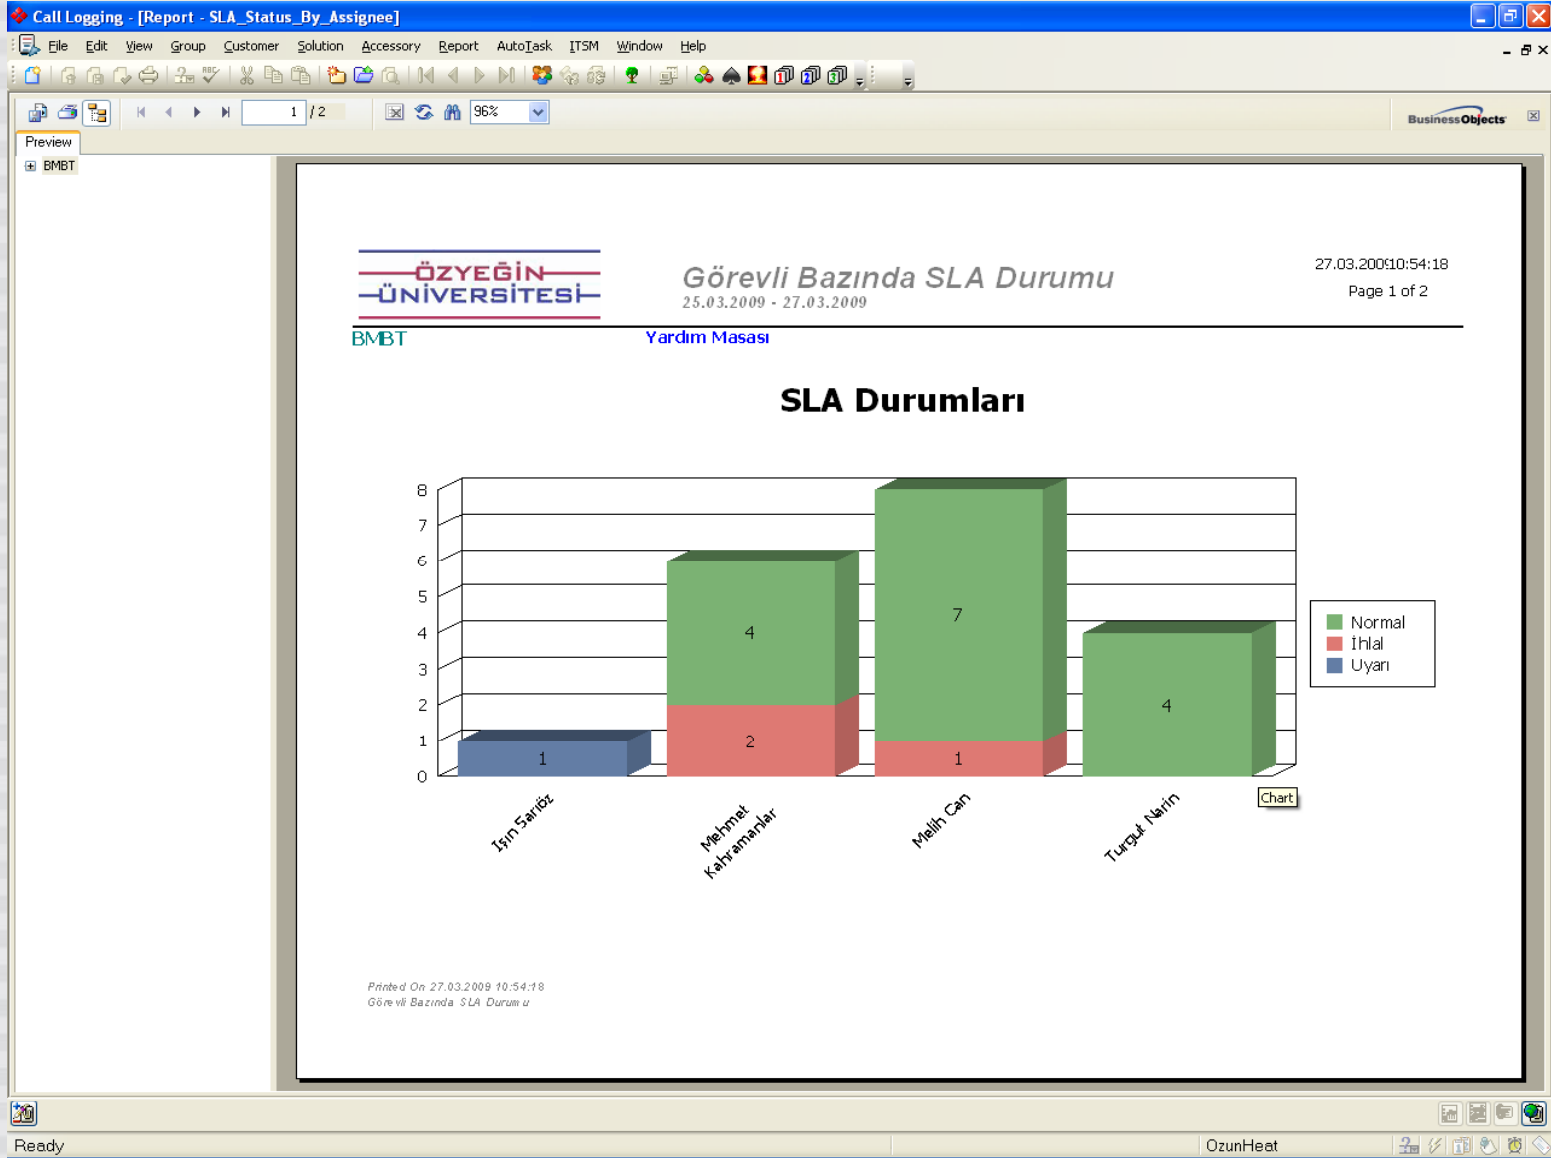 Call Logging - [Report - SLA_Status_By_Assignee]
File Edit View Group Customer Solution Accessory Report AutoTask ITSM Window Help
1 /2 96%
BusinessObjects
Preview
BMBT
ÖZYEĞİN
ÜNİVERSİTESİ
Görevli Bazında SLA Durumu
25.03.2009 - 27.03.2009
27.03.2009 10:54:18
Page 1 of 2
BMBT Yardım Masası
SLA Durumları
8
7
6
5
4
3
2
1
0
1
4
2
7
1
4
Normal
İhlal
Uyarı
Işın Sarıöz
Mehmet
Kahramanlar
Melih Can
Turgut Narin
Chart
Printed On 27.03.2009 10:54:18
Görevli Bazında SLA Durumu
Ready OzunHeat